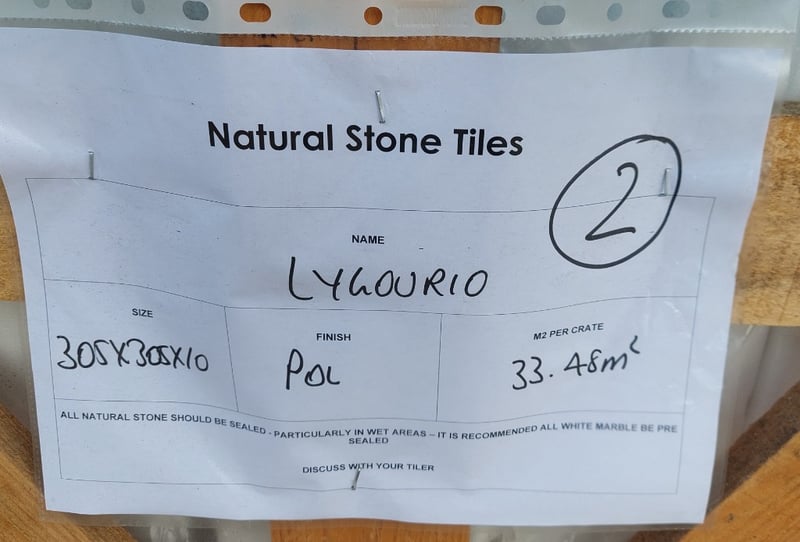 Natural Stone Tiles
2
NAME
LYGOURIO
SIZE
305X305X10
FINISH
POL
M2 PER CRATE
33.48m²
ALL NATURAL STONE SHOULD BE SEALED - PARTICULARLY IN WET AREAS – IT IS RECOMMENDED ALL WHITE MARBLE BE PRE
SEALED
DISCUSS WITH YOUR TILER